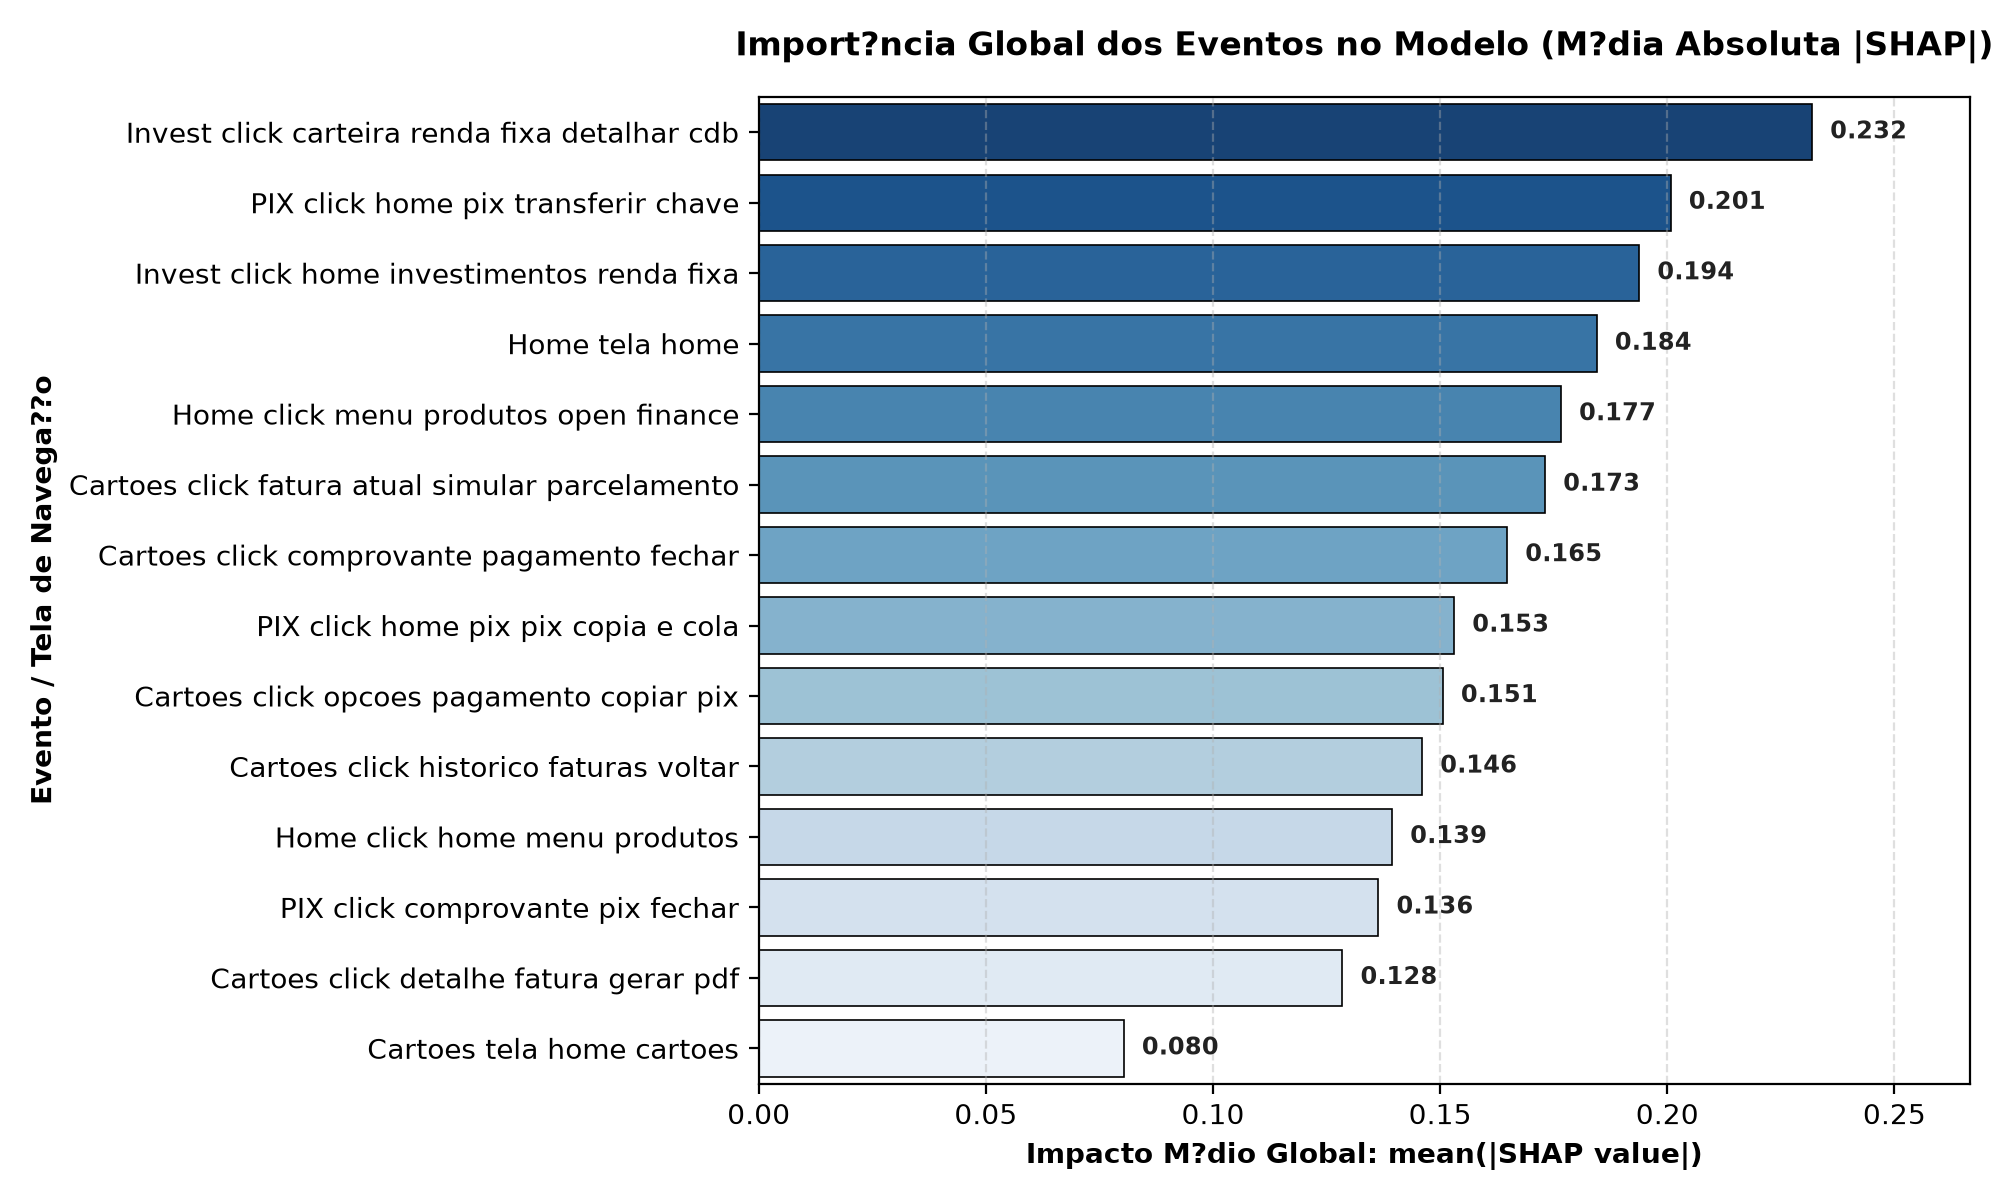 Import?ncia Global dos Eventos no Modelo (M?dia Absoluta |SHAP|)
Evento / Tela de Navega??o
Invest click carteira renda fixa detalhar cdb 0.232
PIX click home pix transferir chave 0.201
Invest click home investimentos renda fixa 0.194
Home tela home 0.184
Home click menu produtos open finance 0.177
Cartoes click fatura atual simular parcelamento 0.173
Cartoes click comprovante pagamento fechar 0.165
PIX click home pix pix copia e cola 0.153
Cartoes click opcoes pagamento copiar pix 0.151
Cartoes click historico faturas voltar 0.146
Home click home menu produtos 0.139
PIX click comprovante pix fechar 0.136
Cartoes click detalhe fatura gerar pdf 0.128
Cartoes tela home cartoes 0.080
0.00 0.05 0.10 0.15 0.20 0.25
Impacto M?dio Global: mean(|SHAP value|)